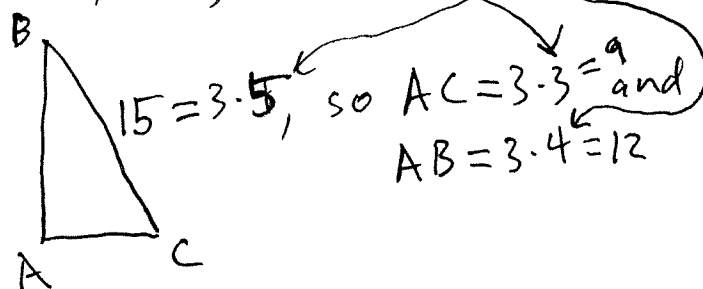 B
15 = 3·5, so AC = 3·3 = 9 and
AB = 3·4 = 12
A
C